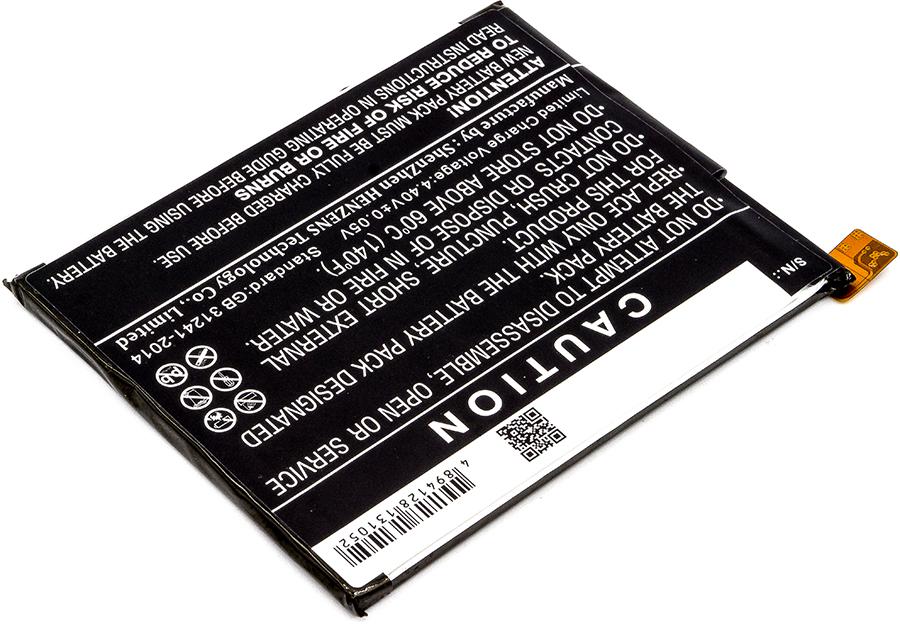 CAUTION
•DO NOT ATTEMPT TO DISASSEMBLE, OPEN OR SERVICE
THE BATTERY PACK.
•REPLACE ONLY WITH THE BATTERY PACK DESIGNATED
FOR THIS PRODUCT.
•DO NOT CRUSH, PUNCTURE, SHORT EXTERNAL
CONTACTS OR DISPOSE OF IN FIRE OR WATER.
•DO NOT STORE ABOVE 60℃ (140℉).
Limited Charge Voltage:4.40V±0.05V Standard:GB 31241-2014
Manufacture by: ShenZhen HENZENS Technology Co., Limited
ATTENTION!
NEW BATTERY PACK MUST BE FULLY CHARGED BEFORE USE.
TO REDUCE RISK OF FIRE OR BURNS
READ INSTRUCTIONS IN OPERATING GUIDE BEFORE USING THE BATTERY.
S/N.:
4 894128 131052